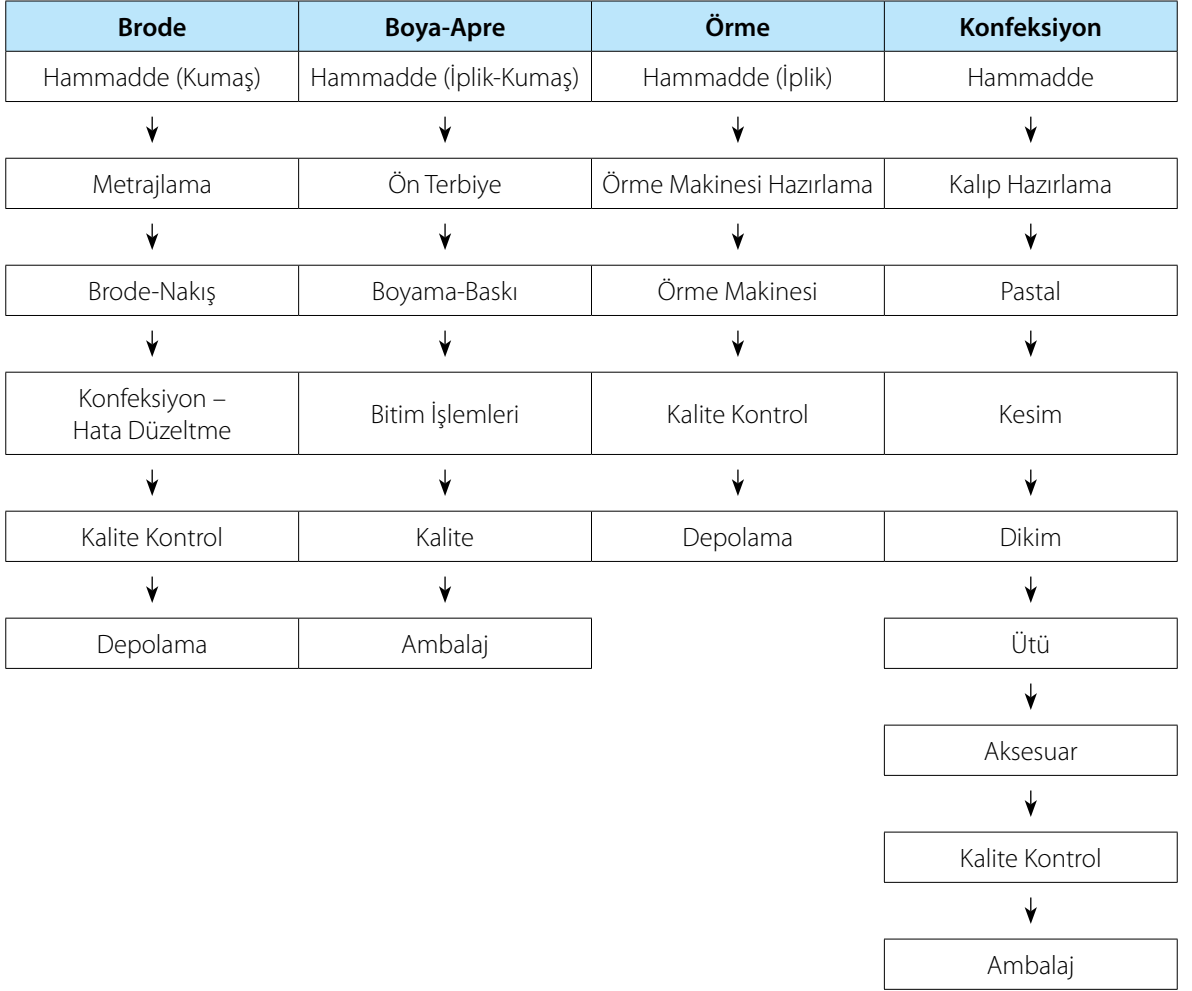 Brode Boya-Apre Örme Konfeksiyon
Hammadde (Kumaş) Hammadde (İplik-Kumaş) Hammadde (İplik) Hammadde
Metrajlama Ön Terbiye Örme Makinesi Hazırlama Kalıp Hazırlama
Brode-Nakış Boyama-Baskı Örme Makinesi Pastal
Konfeksiyon –
Hata Düzeltme Bitim İşlemleri Kalite Kontrol Kesim
Kalite Kontrol Kalite Depolama Dikim
Depolama Ambalaj Ütü
Aksesuar
Kalite Kontrol
Ambalaj